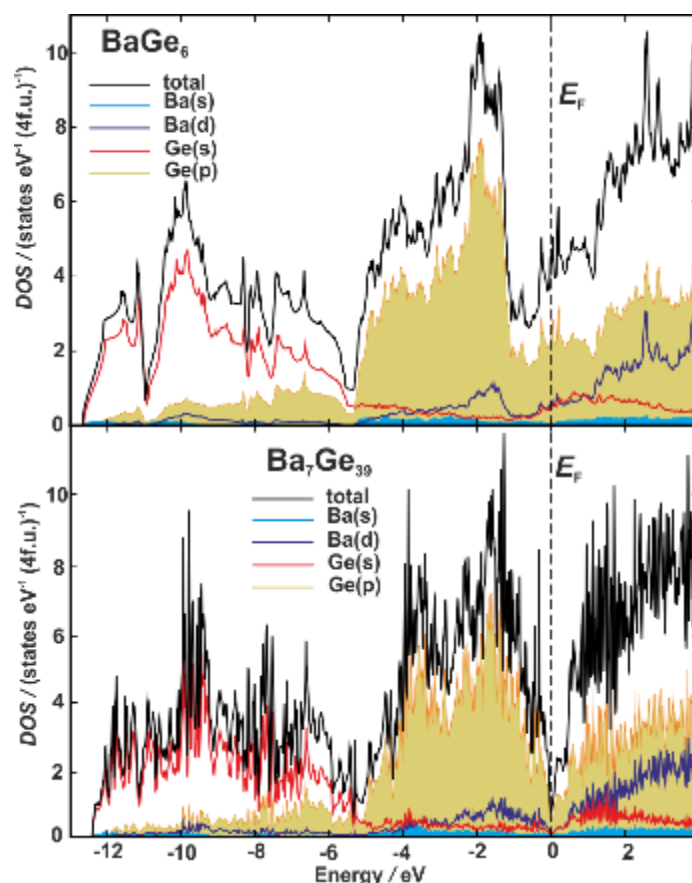 BaGe₆
total
Ba(s)
Ba(d)
Ge(s)
Ge(p)
E_F
DOS / (states eV⁻¹ (4f.u.)⁻¹
10
8
6
4
2
0
Ba₇Ge₃₉
total
Ba(s)
Ba(d)
Ge(s)
Ge(p)
E_F
DOS / (states eV⁻¹ (4f.u.)⁻¹
10
8
6
4
2
0
-12 -10 -8 -6 -4 -2 0 2
Energy / eV